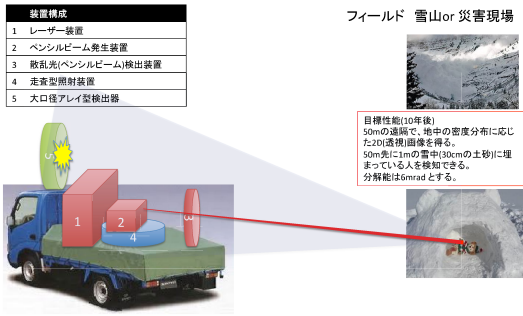 装置構成
1 レーザー装置
2 ペンシルビーム発生装置
3 散乱光(ペンシルビーム)検出装置
4 走査型照射装置
5 大口径アレイ型検出器
フィールド 雪山or 災害現場
目標性能(10年後)
50mの遠隔で、地中の密度分布に応じ
た2D(透視)画像を得る。
50m先に1mの雪中(30cmの土砂)に埋
まっている人を検知できる。
分解能は6mradとする。
5
1
2
3
4